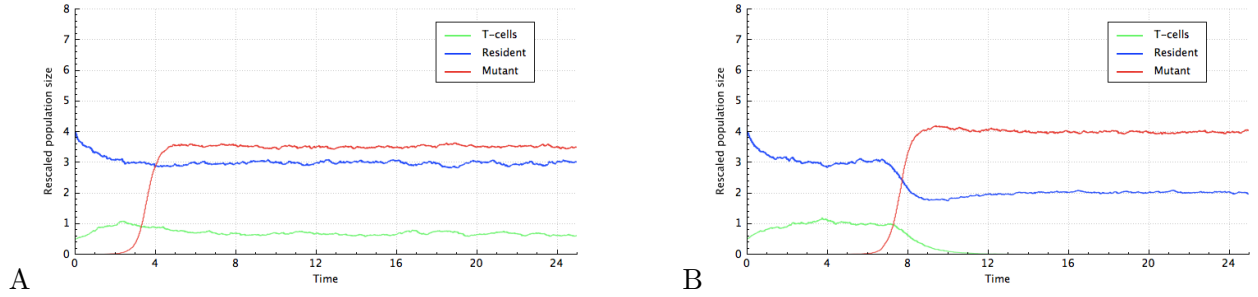 A
Rescaled population size
8
7
6
5
4
3
2
1
0
0 4 8 12 16 20 24
Time
T-cells
Resident
Mutant
B
Rescaled population size
8
7
6
5
4
3
2
1
0
0 4 8 12 16 20 24
Time
T-cells
Resident
Mutant